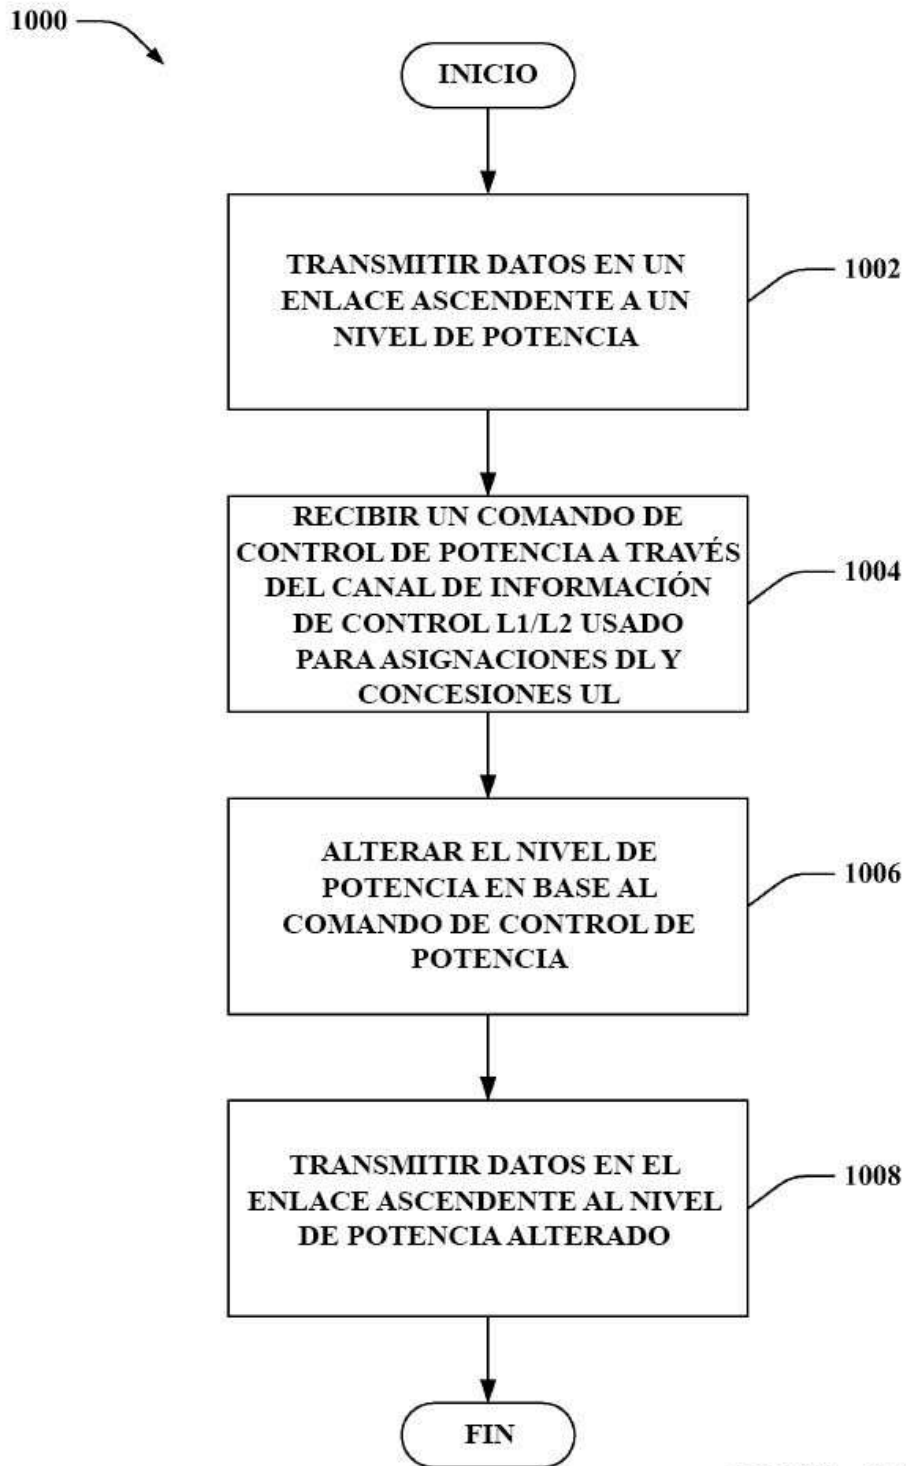 1000
INICIO
TRANSMITIR DATOS EN UN
ENLACE ASCENDENTE A UN
NIVEL DE POTENCIA
1002
RECIBIR UN COMANDO DE
CONTROL DE POTENCIA A TRAVÉS
DEL CANAL DE INFORMACIÓN
DE CONTROL L1/L2 USADO
PARA ASIGNACIONES DL Y
CONCESIONES UL
1004
ALTERAR EL NIVEL DE
POTENCIA EN BASE AL
COMANDO DE CONTROL DE
POTENCIA
1006
TRANSMITIR DATOS EN EL
ENLACE ASCENDENTE AL NIVEL
DE POTENCIA ALTERADO
1008
FIN